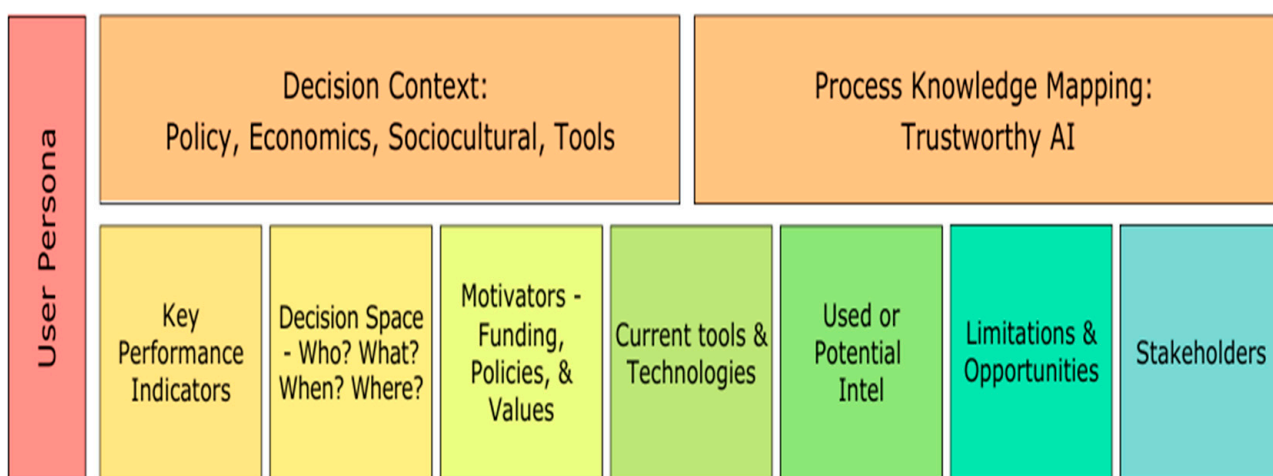 User Persona
Decision Context:
Policy, Economics, Sociocultural, Tools
Process Knowledge Mapping:
Trustworthy AI
Key
Performance
Indicators
Decision Space
- Who? What?
When? Where?
Motivators -
Funding,
Policies, &
Values
Current tools &
Technologies
Used or
Potential
Intel
Limitations &
Opportunities
Stakeholders